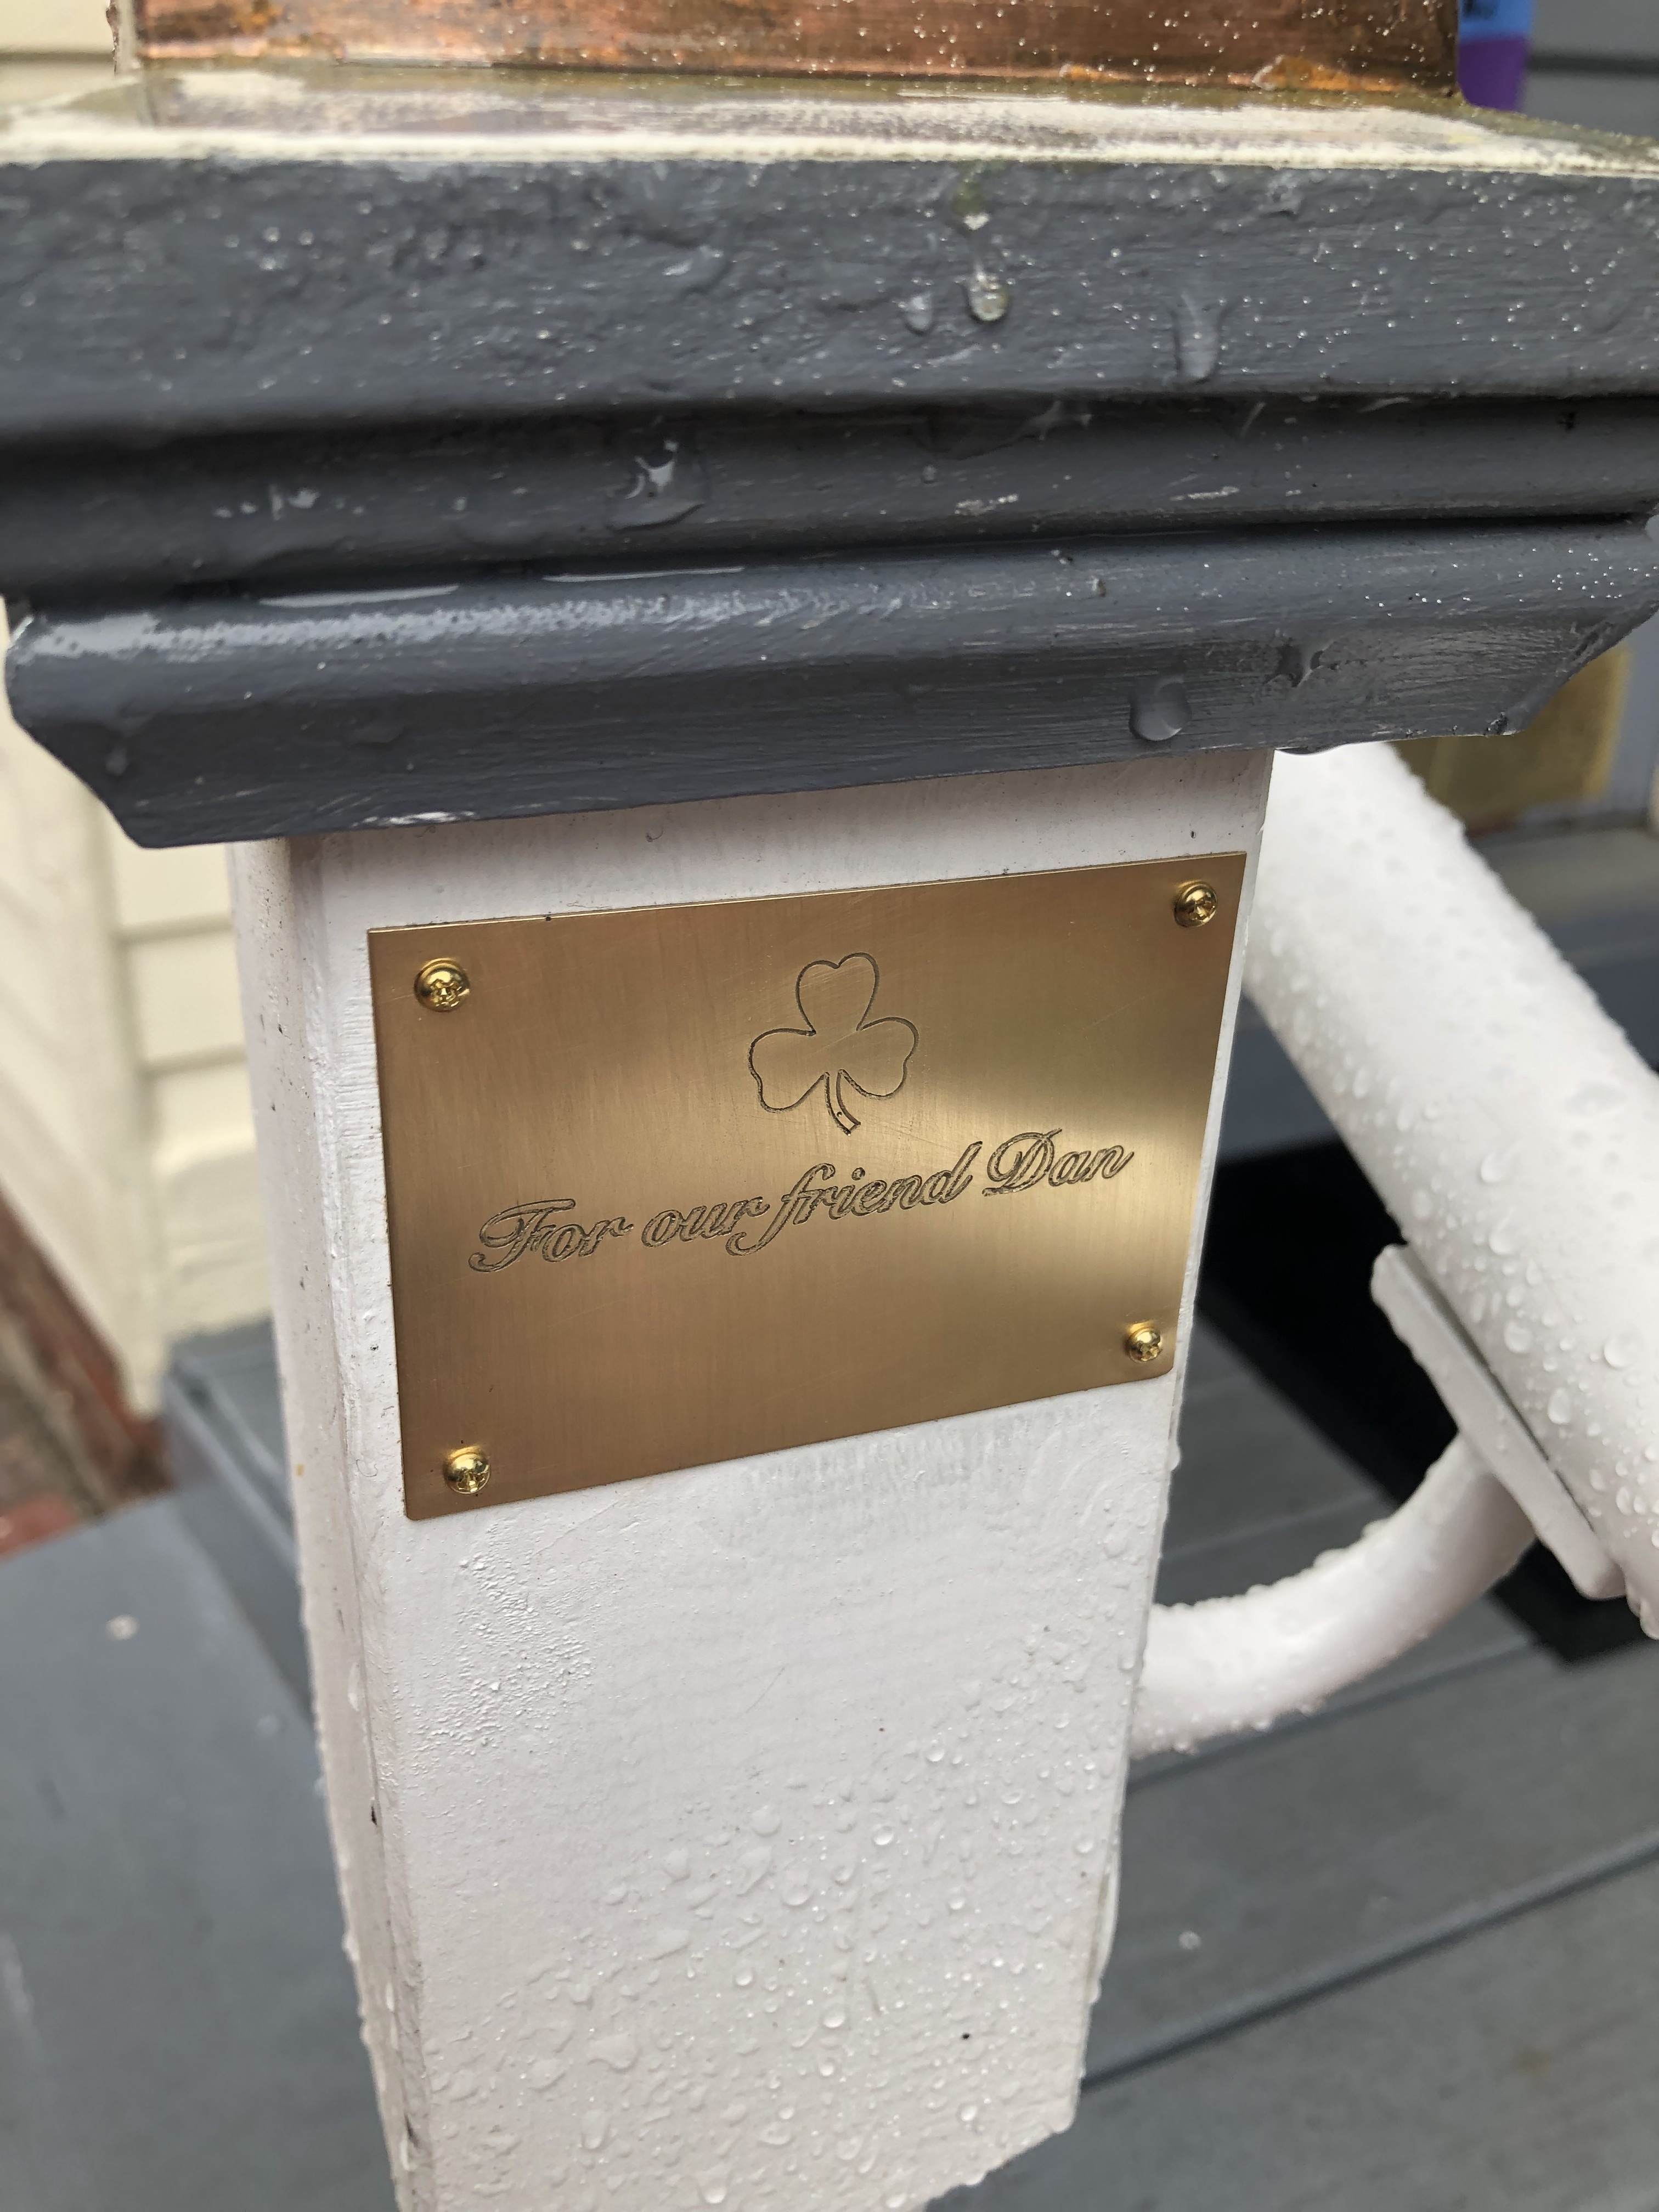 For our friend Dan